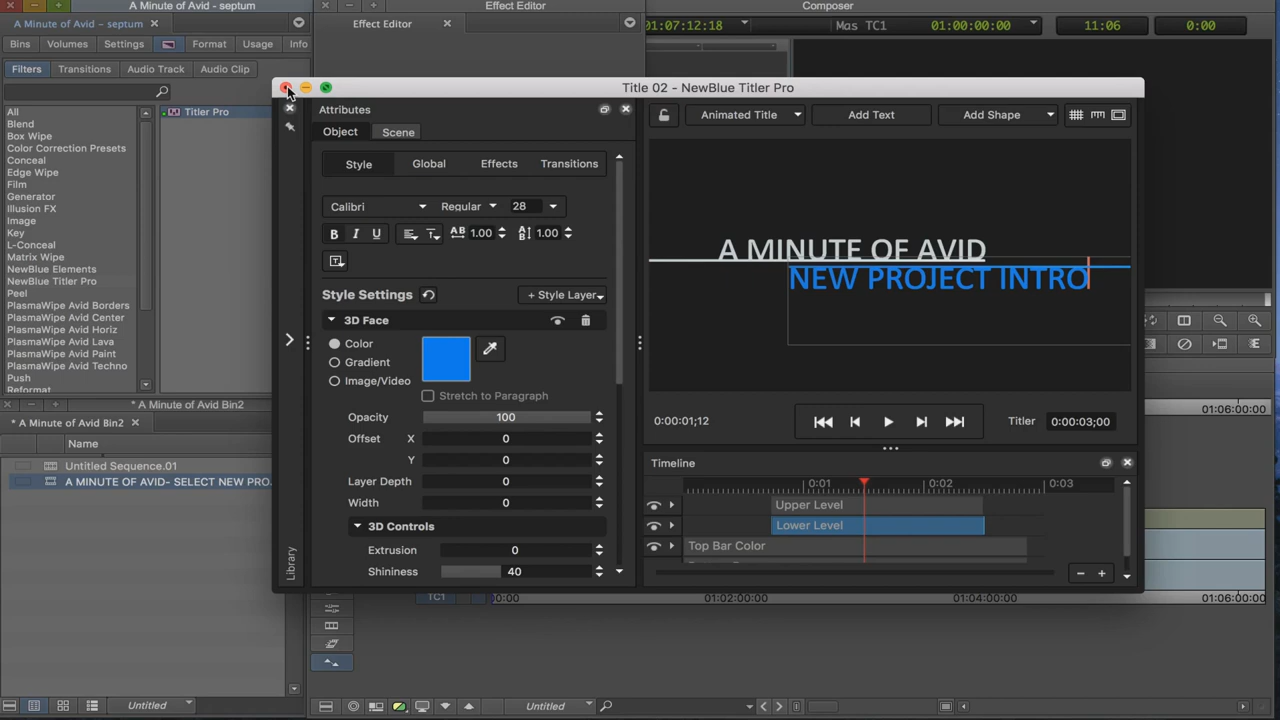 A Minute of Avid - septum
Effect Editor
Composer
A Minute of Avid - septum
Effect Editor
01:07:12:18
Mas TC1
01:00:00:00
11:06
0:00
Bins
Volumes
Settings
Format
Usage
Info
Filters
Transitions
Audio Track
Audio Clip
Title 02 - NewBlue Titler Pro
Attributes
Object
Scene
Animated Title
Add Text
Add Shape
All
Blend
Box Wipe
Color Correction Presets
Conceal
Edge Wipe
Film
Generator
Illusion FX
Image
Key
L-Conceal
Matrix Wipe
NewBlue Elements
NewBlue Titler Pro
Peel
PlasmaWipe Avid Borders
PlasmaWipe Avid Center
PlasmaWipe Avid Horiz
PlasmaWipe Avid Lava
PlasmaWipe Avid Paint
PlasmaWipe Avid Techno
Push
Reformat
Titler Pro
Style
Global
Effects
Transitions
Calibri
Regular
28
B
I
U
1.00
1.00
Style Settings
+ Style Layer
3D Face
Color
Gradient
Image/Video
Stretch to Paragraph
Opacity
100
Offset
X
0
Y
0
Layer Depth
0
Width
0
3D Controls
Extrusion
0
Shininess
40
Library
A MINUTE OF AVID
NEW PROJECT INTRO
0:00:01;12
Titler
0:00:03;00
Timeline
0:01
0:02
0:03
Upper Level
Lower Level
Top Bar Color
* A Minute of Avid Bin2
* A Minute of Avid Bin2
Name
Untitled Sequence.01
A MINUTE OF AVID- SELECT NEW PROJ
01:06:00:00
TC1
00:00
01:02:00:00
01:04:00:00
01:06:00:00
Untitled
Untitled